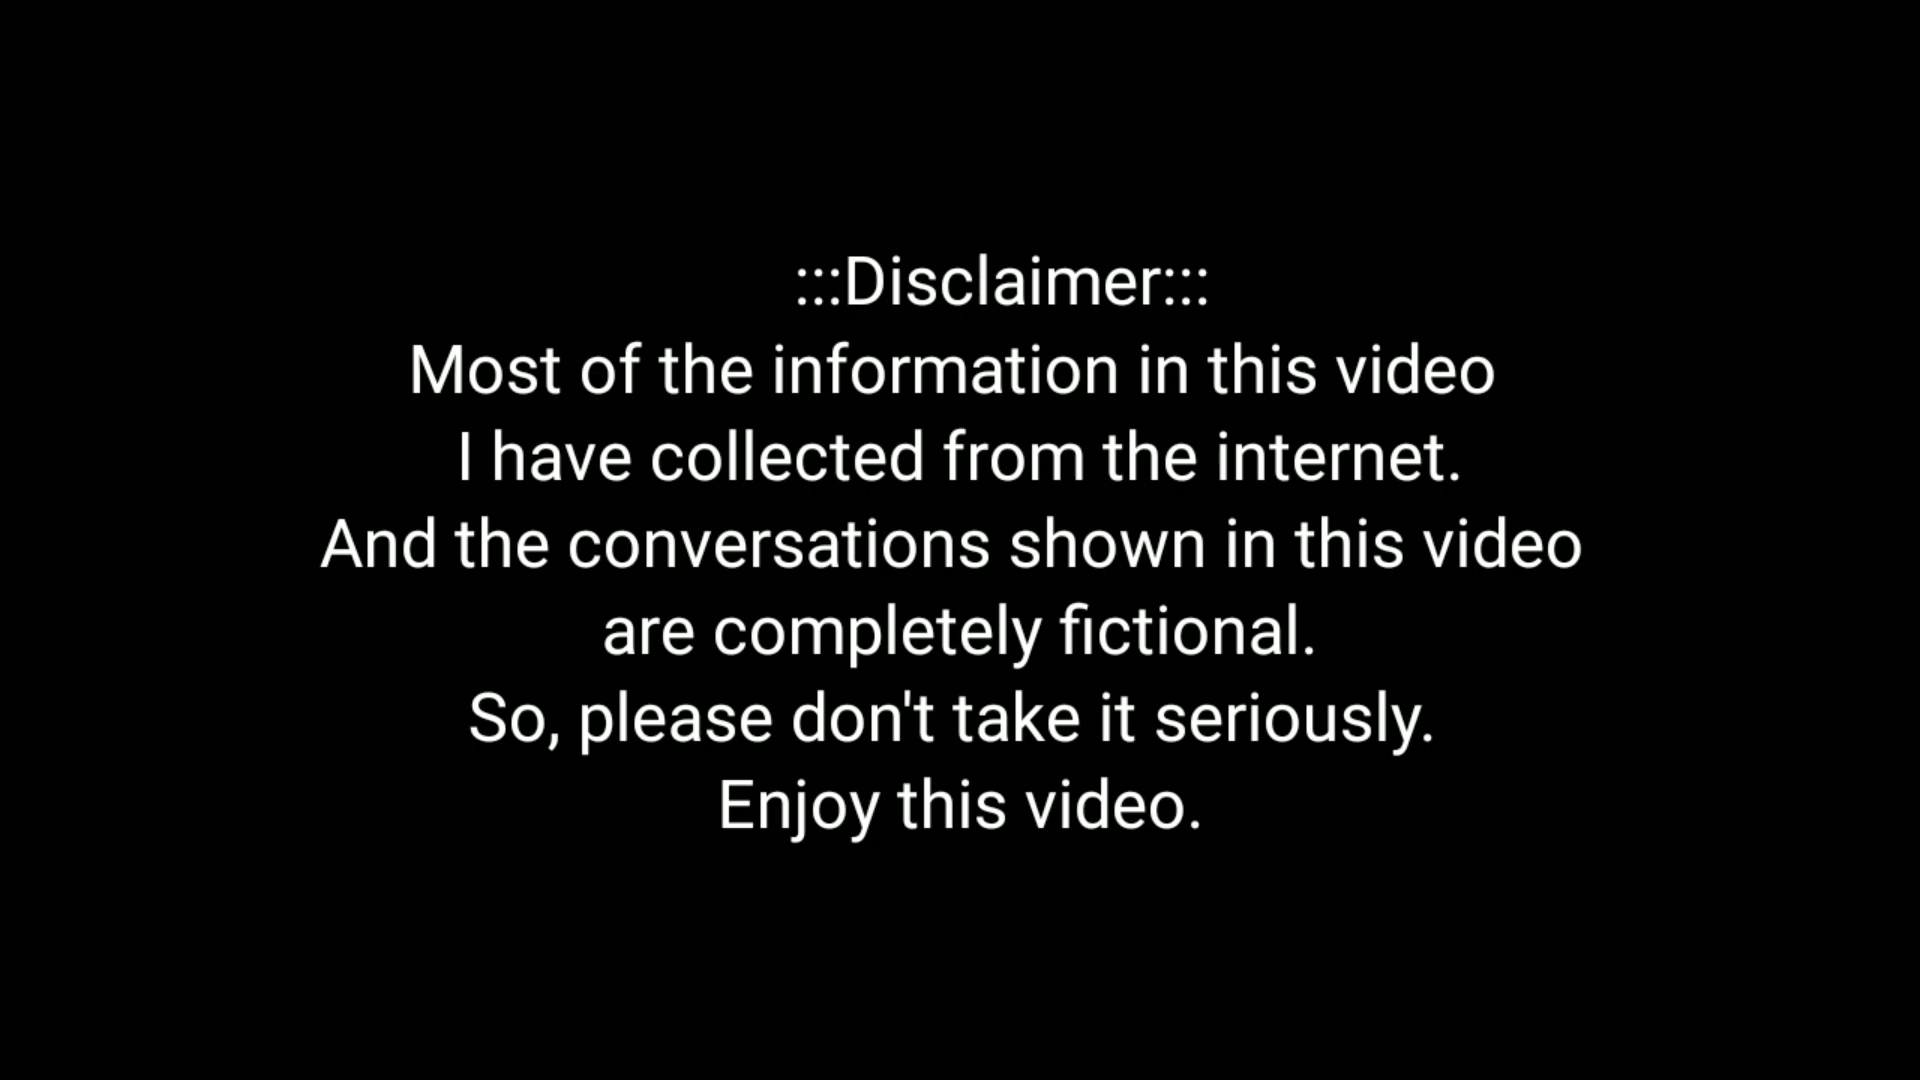 :::Disclaimer:::
Most of the information in this video
I have collected from the internet.
And the conversations shown in this video
are completely fictional.
So, please don't take it seriously.
Enjoy this video.